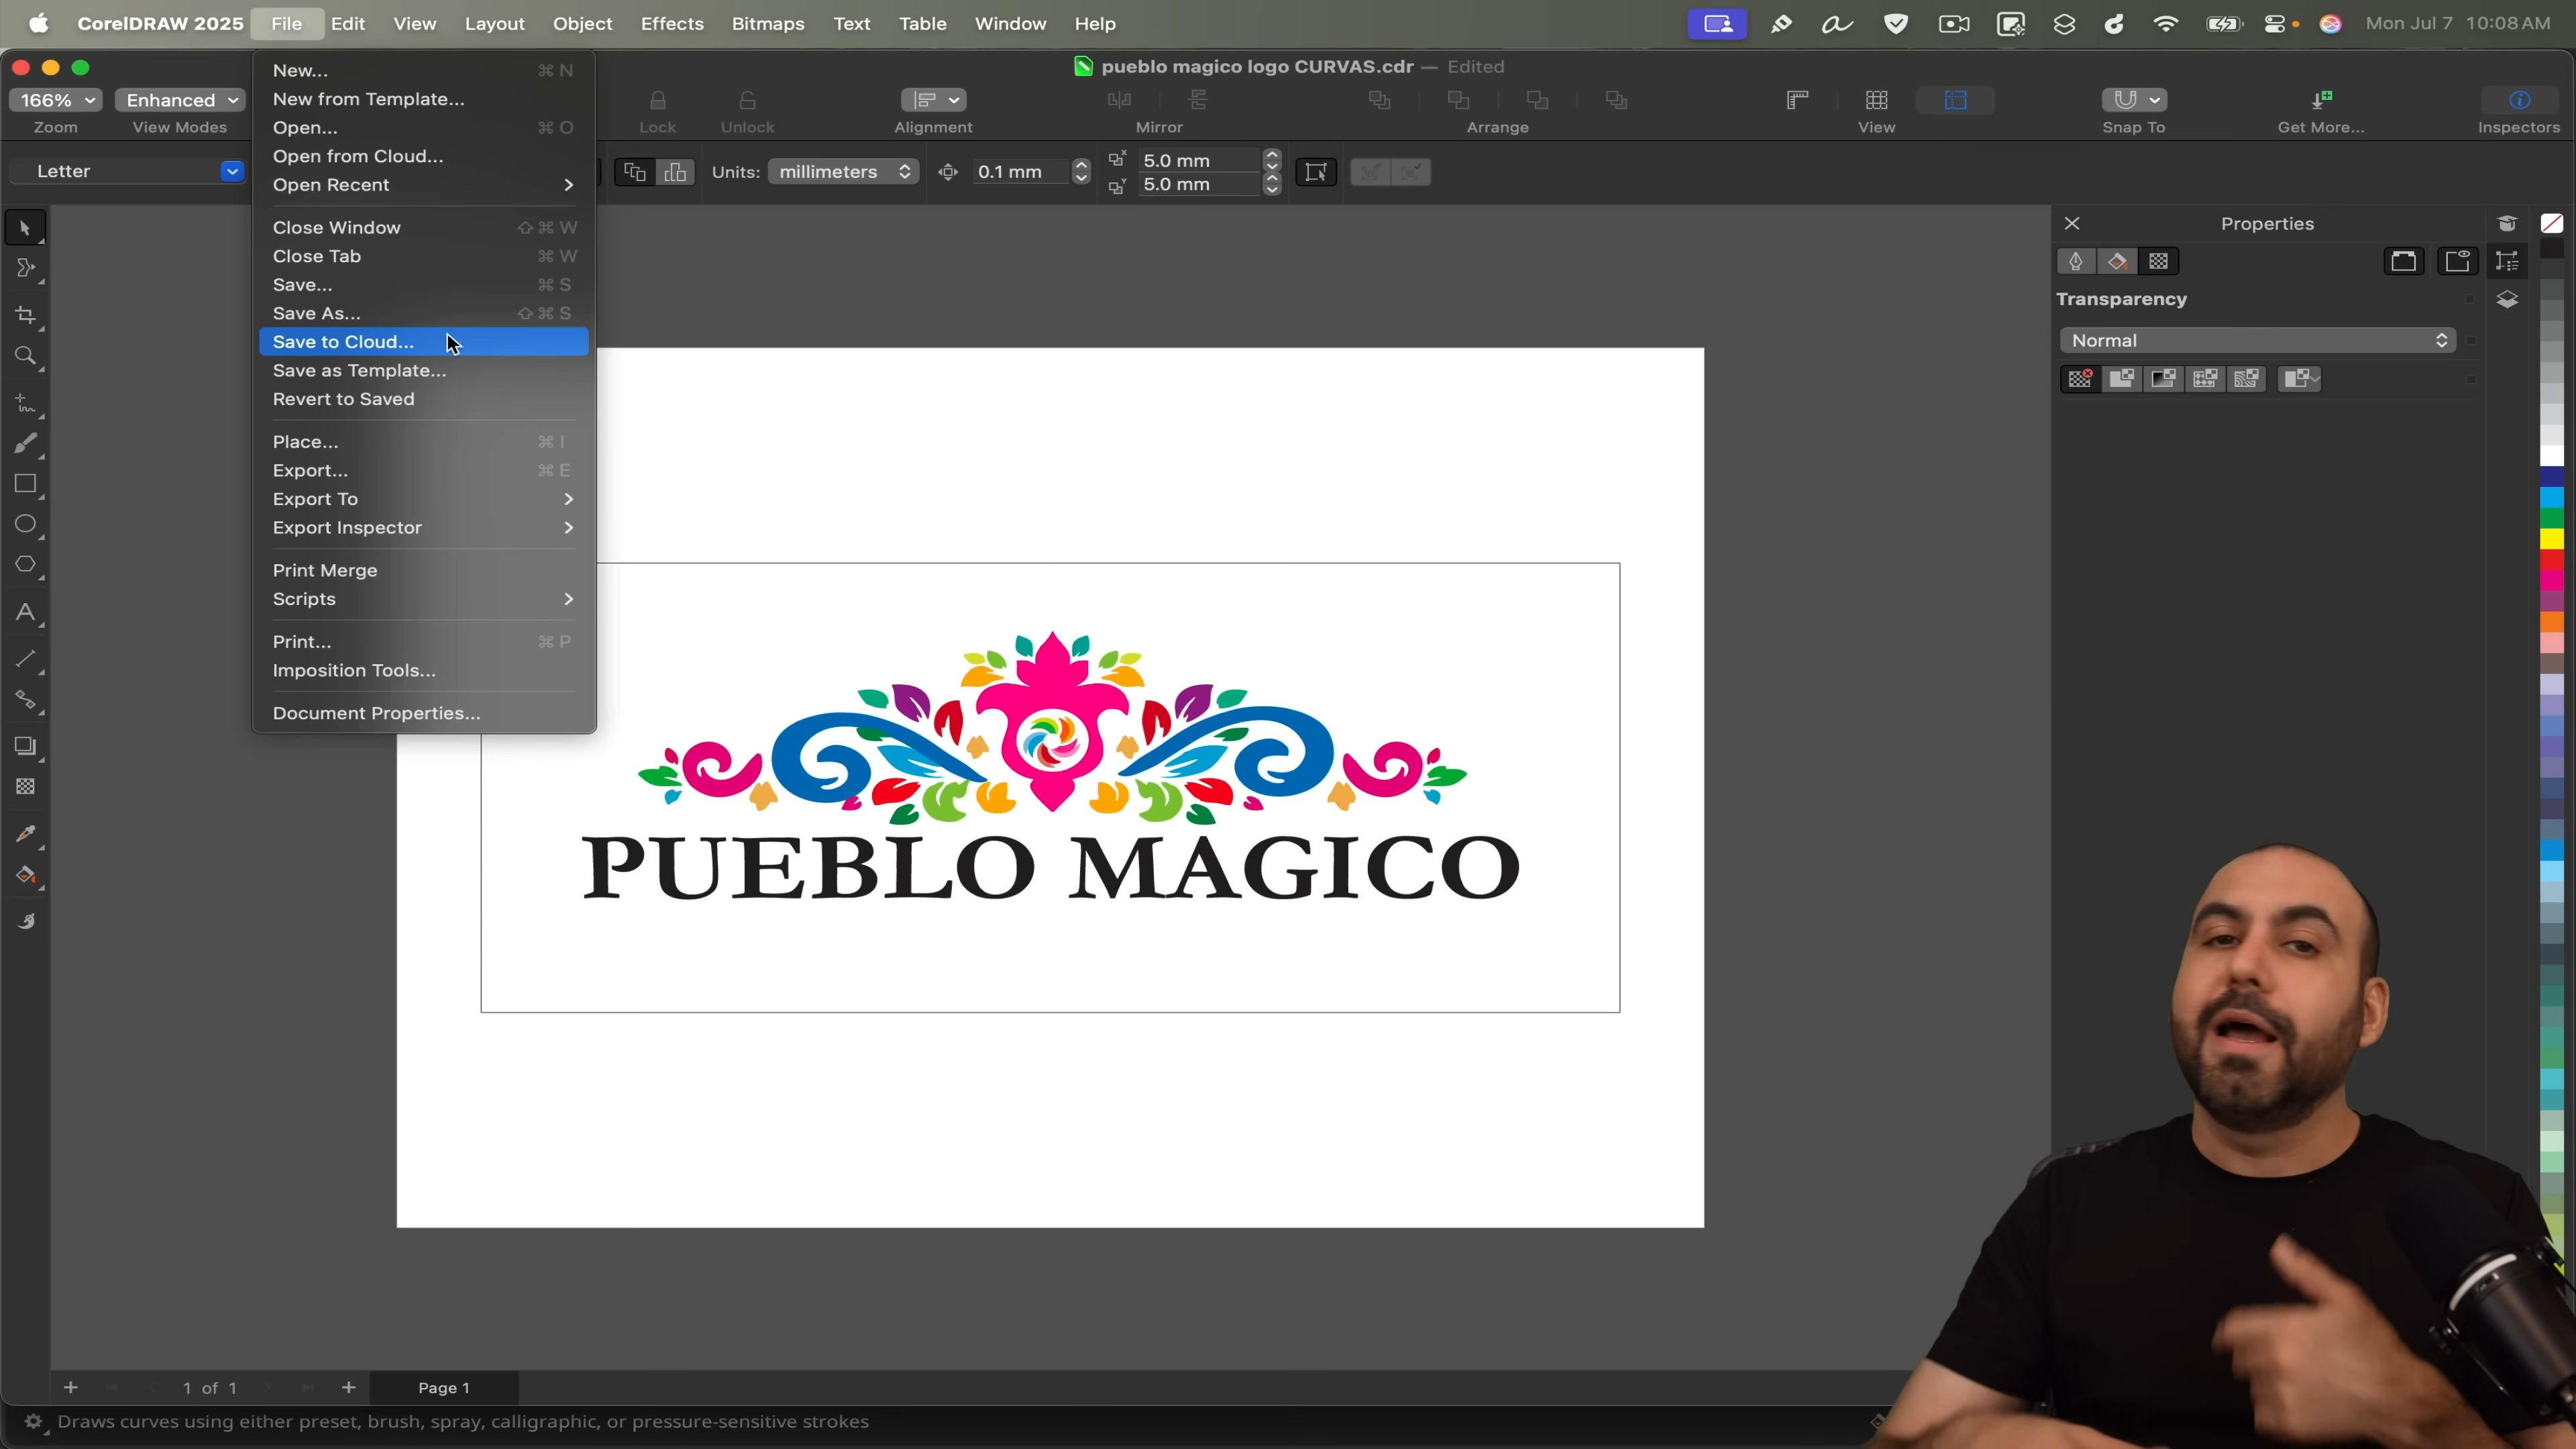 CorelDRAW 2025 File Edit View Layout Object Effects Bitmaps Text Table Window Help Mon Jul 7 10:08 AM
pueblo magico logo CURVAS.cdr — Edited
166% Enhanced
Zoom View Modes Lock Unlock Alignment Mirror Arrange View Snap To Get More... Inspectors
Letter Units: millimeters 0.1 mm 5.0 mm
5.0 mm
New... ⌘ N
New from Template...
Open... ⌘ O
Open from Cloud...
Open Recent
Close Window ⇧ ⌘ W
Close Tab ⌘ W
Save... ⌘ S
Save As... ⇧ ⌘ S
Save to Cloud...
Save as Template...
Revert to Saved
Place... ⌘ I
Export... ⌘ E
Export To
Export Inspector
Print Merge
Scripts
Print... ⌘ P
Imposition Tools...
Document Properties...
Properties
Transparency
Normal
PUEBLO MAGICO
1 of 1 Page 1
Draws curves using either preset, brush, spray, calligraphic, or pressure-sensitive strokes